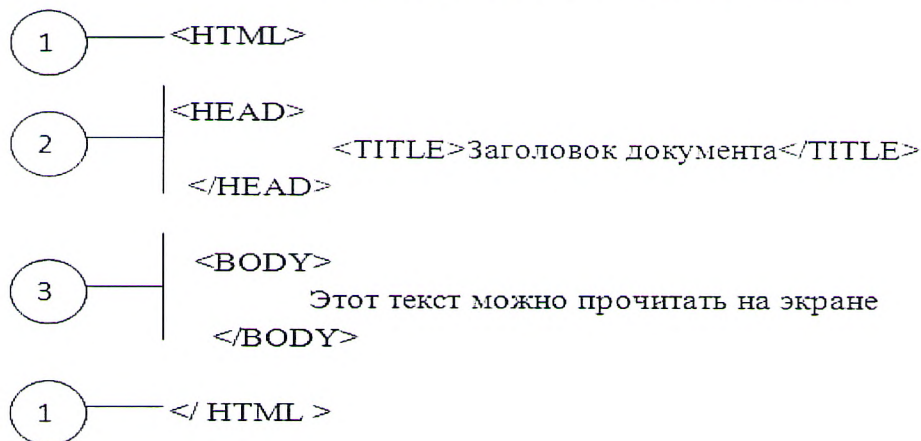 1 <HTML>
<HEAD>
2
<TITLE>Заголовок документа</TITLE>
</HEAD>
<BODY>
3
Этот текст можно прочитать на экране
</BODY>
1 </ HTML >